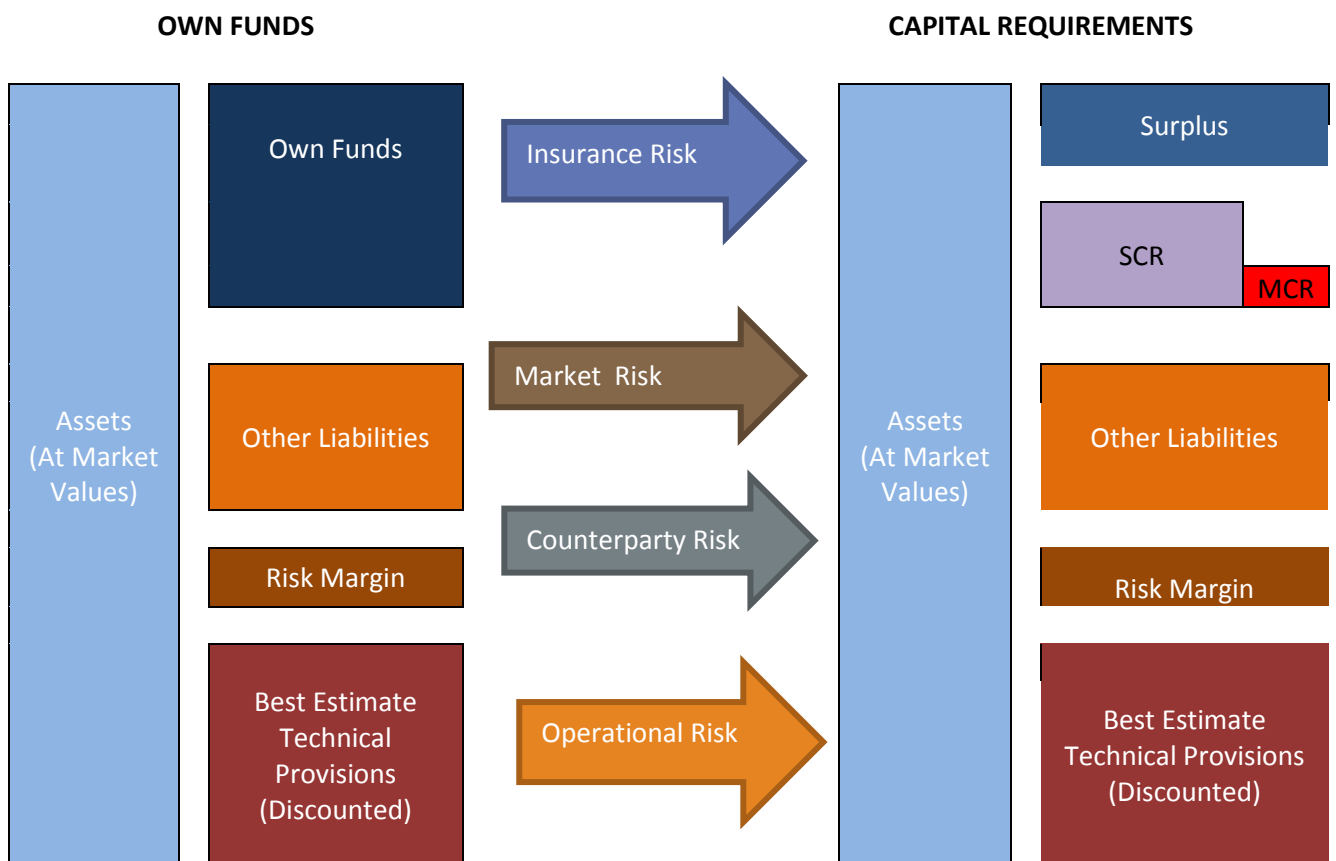 OWN FUNDS
CAPITAL REQUIREMENTS
Assets
(At Market
Values)
Own Funds
Other Liabilities
Risk Margin
Best Estimate
Technical
Provisions
(Discounted)
Insurance Risk
Market Risk
Counterparty Risk
Operational Risk
Assets
(At Market
Values)
Surplus
SCR
MCR
Other Liabilities
Risk Margin
Best Estimate
Technical Provisions
(Discounted)